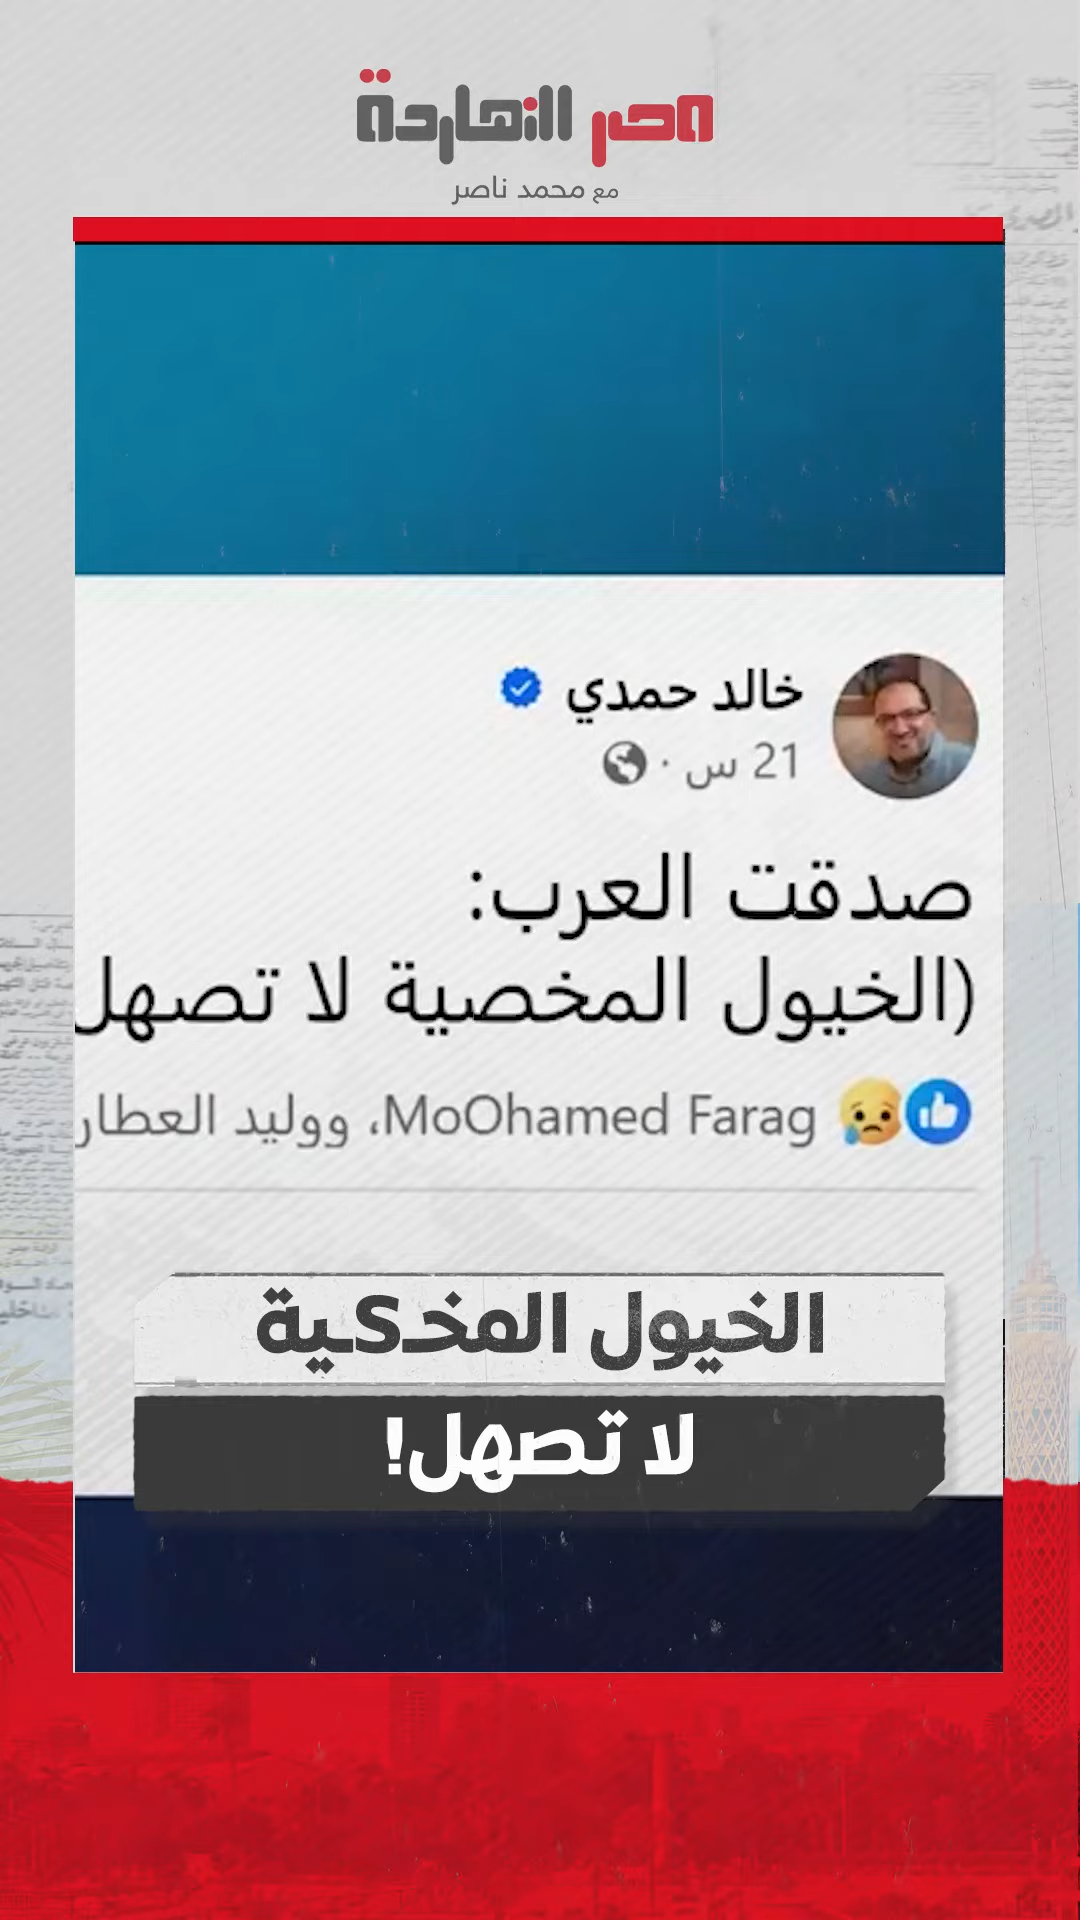 مصر النهاردة
مع محمد ناصر
خالد حمدي
21 س ·
صدقت العرب:
(الخيول المخصية لا تصهل
MoOhamed Farag، ووليد العطار
الخيول المخـSـية
لا تصهل!